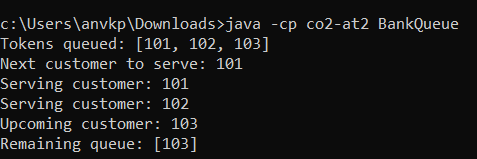 c:\Users\anvkp\Downloads>java -cp co2-at2 BankQueue
Tokens queued: [101, 102, 103]
Next customer to serve: 101
Serving customer: 101
Serving customer: 102
Upcoming customer: 103
Remaining queue: [103]